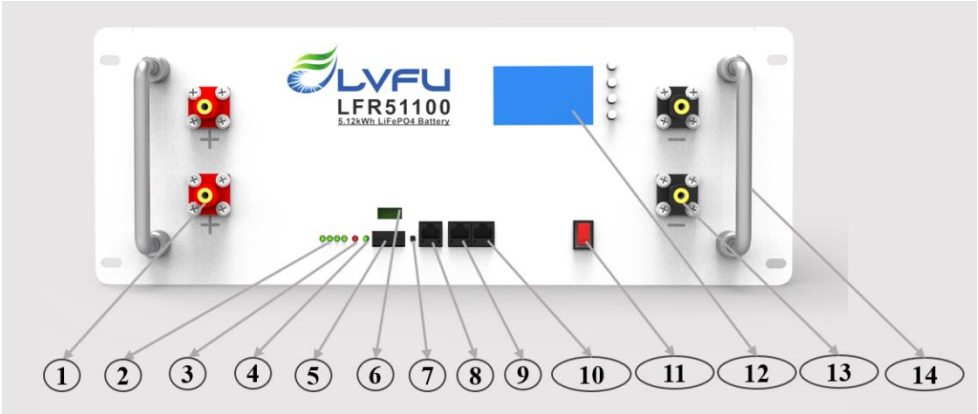 LVFU
LFR51100
5.12kWh LiFePO4 Battery
+ −
+ −
1 2 3 4 5 6 7 8 9 10 11 12 13 14